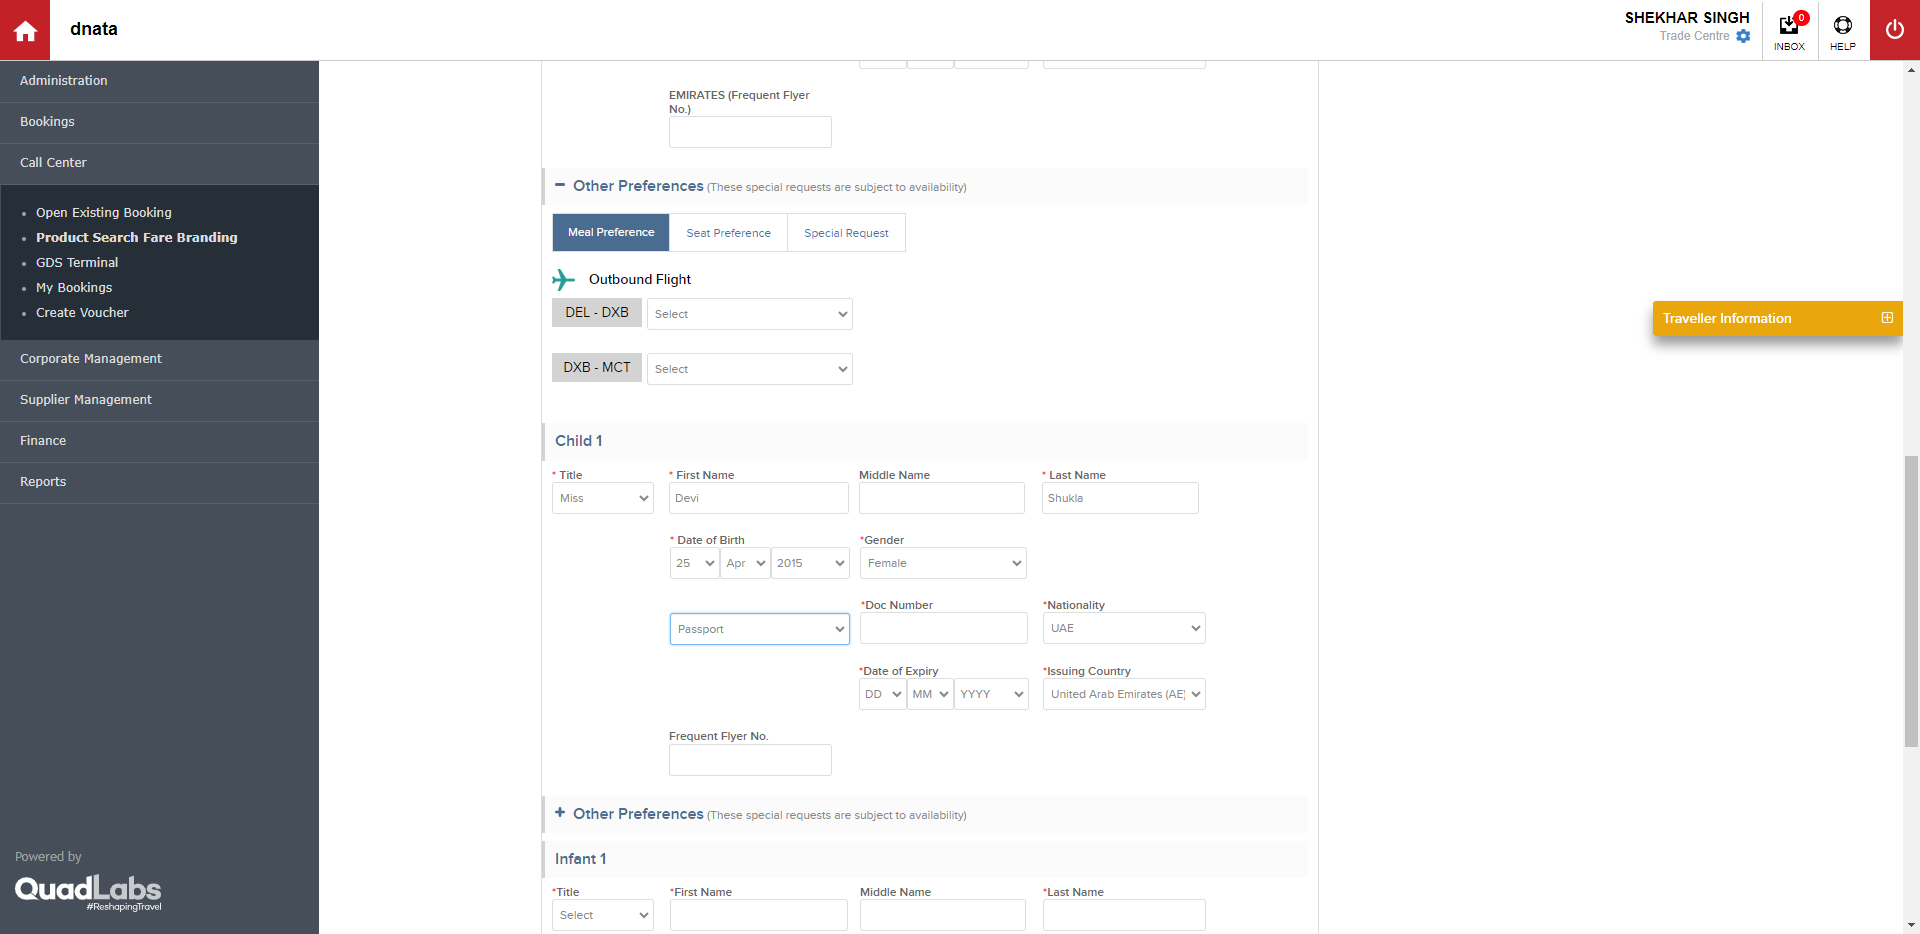 dnata
SHEKHAR SINGH
Trade Centre
0
INBOX
HELP
Administration
Bookings
Call Center
Open Existing Booking
Product Search Fare Branding
GDS Terminal
My Bookings
Create Voucher
Corporate Management
Supplier Management
Finance
Reports
Powered by
QuadLabs
#ReshapingTravel
EMIRATES (Frequent Flyer
No.)
Other Preferences (These special requests are subject to availability)
Meal Preference Seat Preference Special Request
Outbound Flight
DEL - DXB Select
DXB - MCT Select
Traveller Information
Child 1
* Title * First Name Middle Name * Last Name
Miss Devi Shukla
* Date of Birth *Gender
25 Apr 2015 Female
*Doc Number *Nationality
Passport UAE
*Date of Expiry *Issuing Country
DD MM YYYY United Arab Emirates (AE)
Frequent Flyer No.
Other Preferences (These special requests are subject to availability)
Infant 1
*Title *First Name Middle Name *Last Name
Select